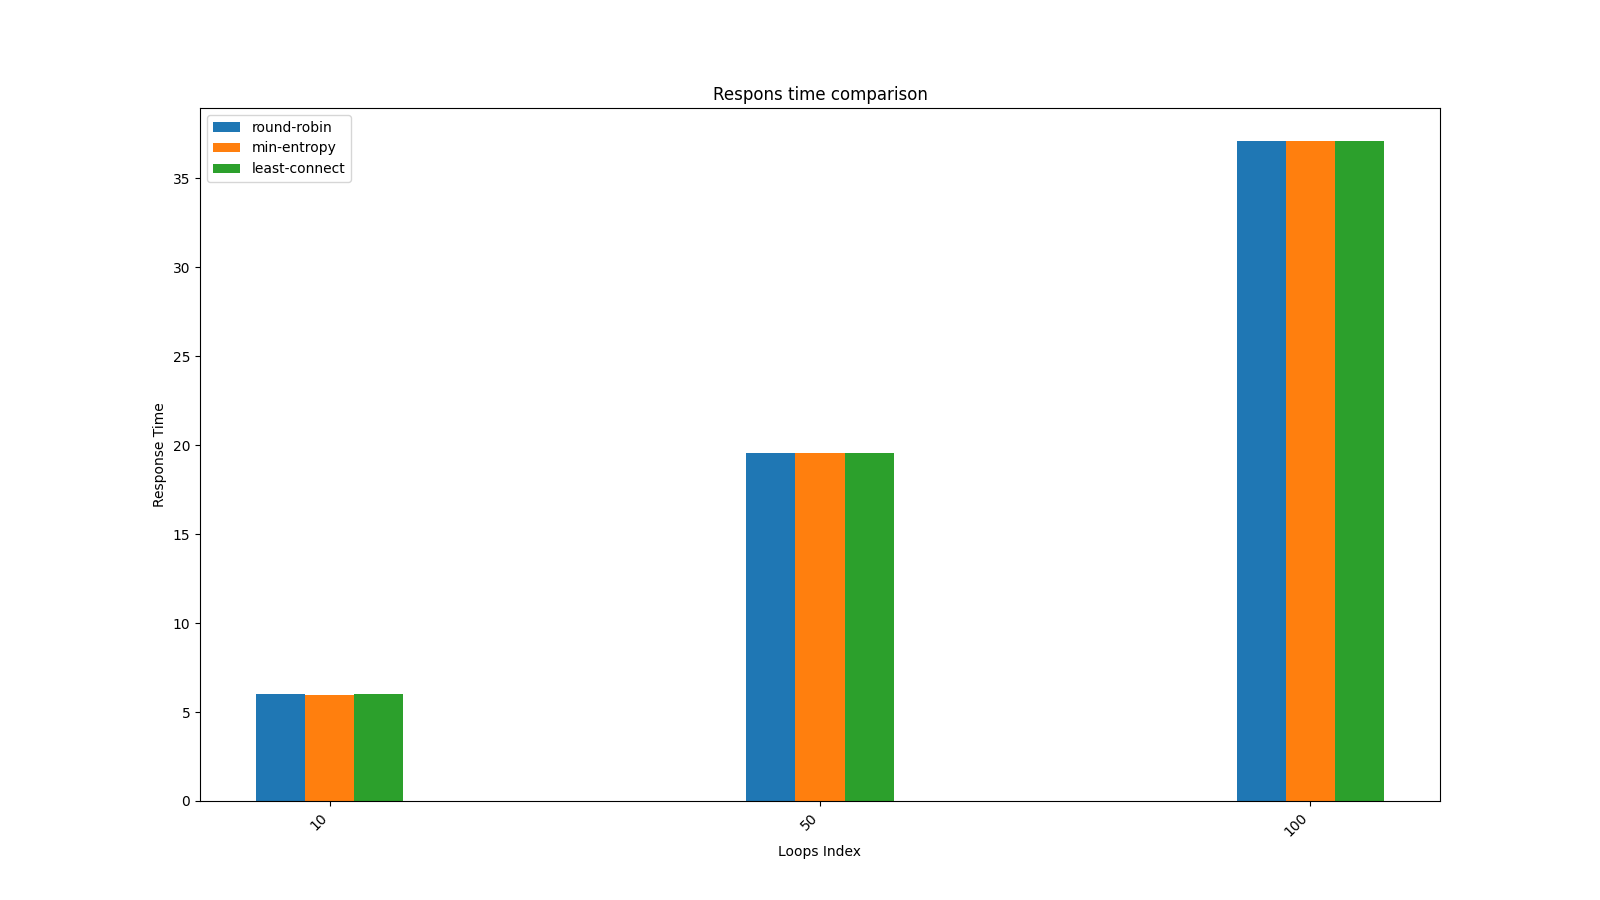 Respons time comparison
round-robin
min-entropy
least-connect
35
30
25
20
15
10
5
0
Response Time
10
50
100
Loops Index